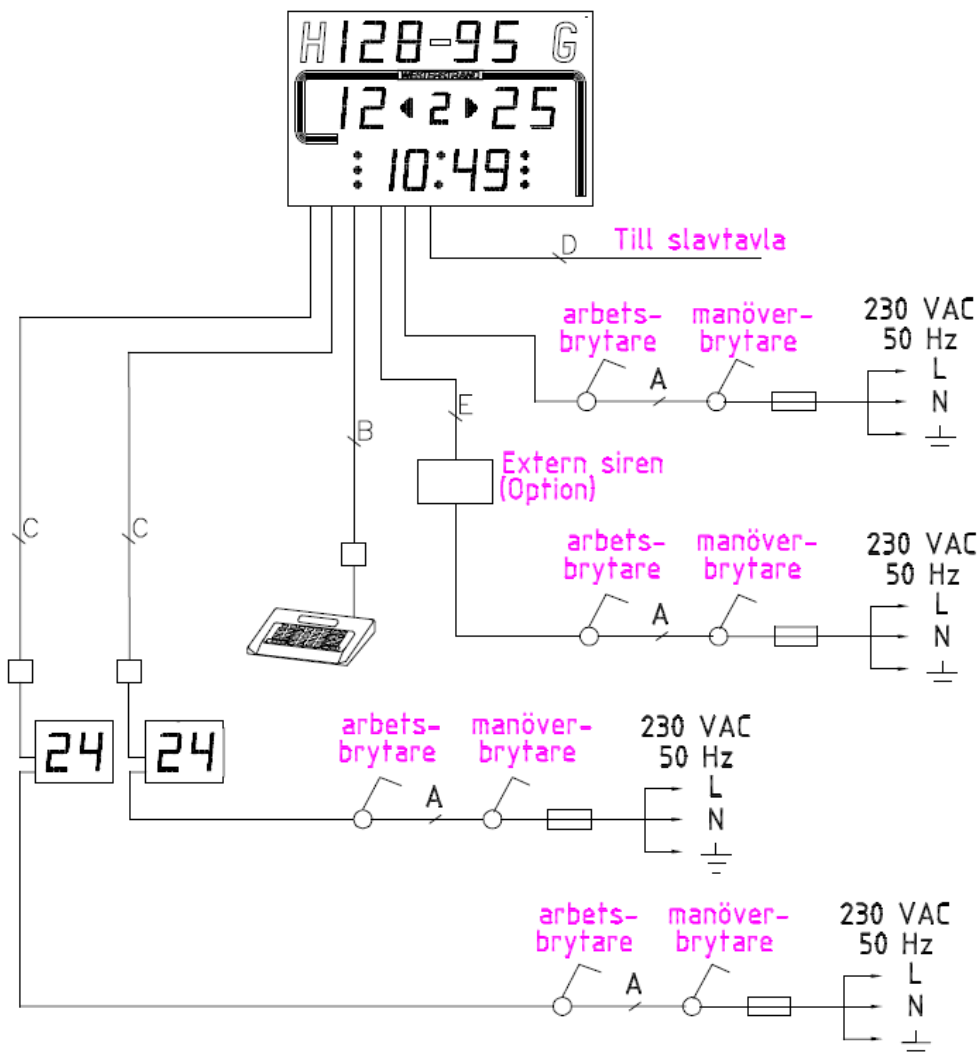 H128-95 G
WESTERSTRAND
12 2 25
10:49
D Till slavtavla
230 VAC
50 Hz
arbets-
brytare
manöver-
brytare
A
L
N
E
B
Extern siren
(Option)
C
C
230 VAC
50 Hz
arbets-
brytare
manöver-
brytare
A
L
N
24
24
arbets-
brytare
manöver-
brytare
230 VAC
50 Hz
A
L
N
arbets-
brytare
manöver-
brytare
230 VAC
50 Hz
A
L
N